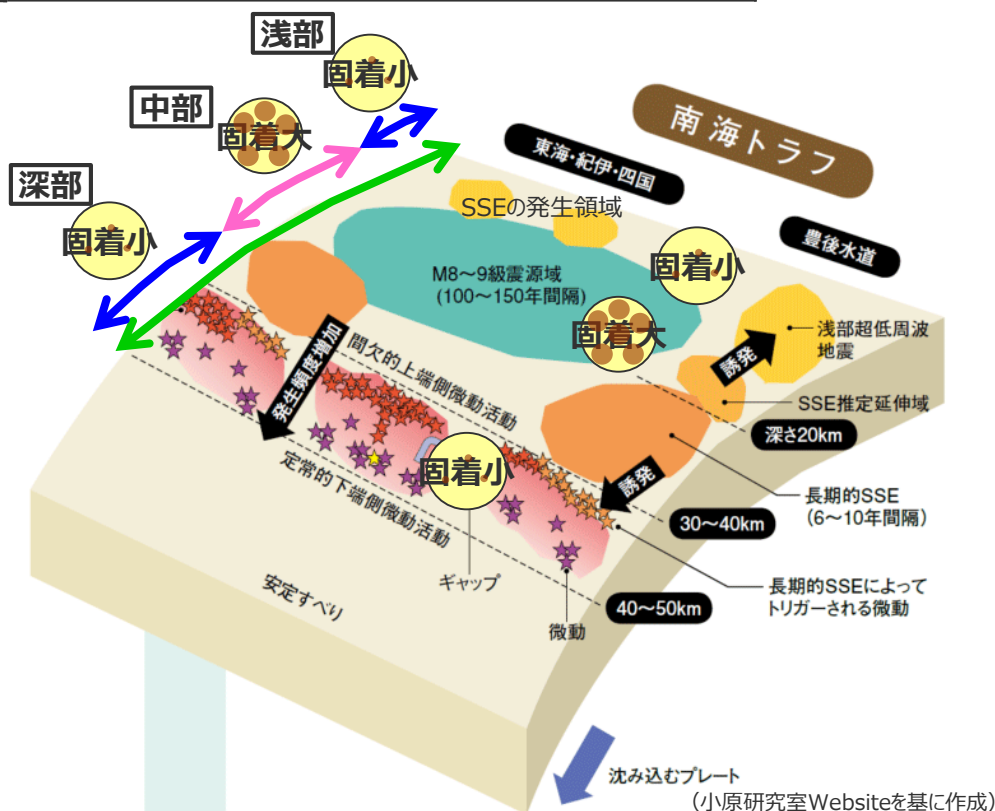 浅部
固着小
中部
固着大
深部
固着小
南海トラフ
東海・紀伊・四国
豊後水道
SSEの発生領域
固着小
M8～9級震源域
(100～150年間隔)
固着大
浅部超低周波
地震
誘発
SSE推定延伸域
深さ20km
発生頻度増加
間欠的上端側微動活動
固着小
誘発
長期的SSE
(6～10年間隔)
30～40km
定常的下端側微動活動
ギャップ
長期的SSEによって
トリガーされる微動
40～50km
微動
安定すべり
沈み込むプレート
（小原研究室Websiteを基に作成）